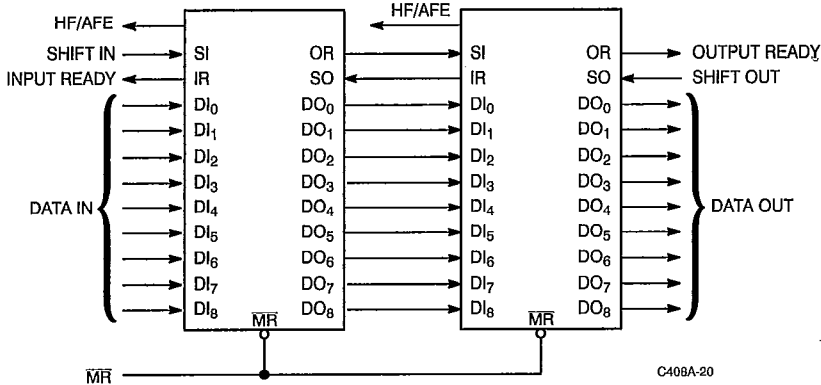 HF/AFE HF/AFE
SHIFT IN SI OR SI OR OUTPUT READY
INPUT READY IR SO IR SO SHIFT OUT
DI0 DO0 DI0 DO0
DI1 DO1 DI1 DO1
DI2 DO2 DI2 DO2
DI3 DO3 DI3 DO3
DATA IN DI4 DO4 DI4 DO4 DATA OUT
DI5 DO5 DI5 DO5
DI6 DO6 DI6 DO6
DI7 DO7 DI7 DO7
DI8 DO8 DI8 DO8
M̅R̅ M̅R̅
M̅R̅ C408A-20